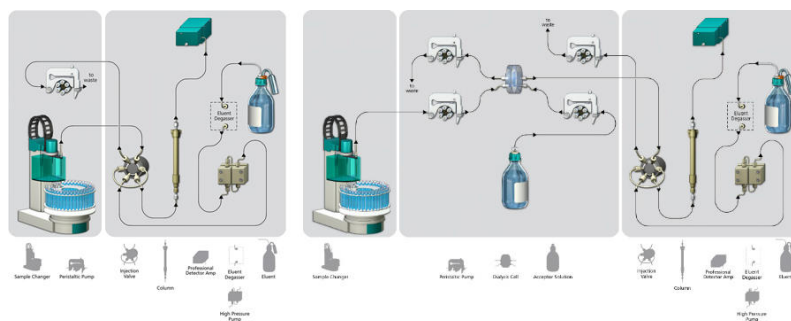 to
waste
Eluent
Degasser
to
waste
to
waste
Eluent
Degasser
Sample Changer
Peristaltic Pump
Injection
Valve
Column
Professional
Detector Amp
Eluent
Degasser
Eluent
High Pressure
Pump
Sample Changer
Peristaltic Pump
Dialysis Cell
Acceptor Solution
Injection
Valve
Column
Professional
Detector Amp
Eluent
Degasser
Eluent
High Pressure
Pump